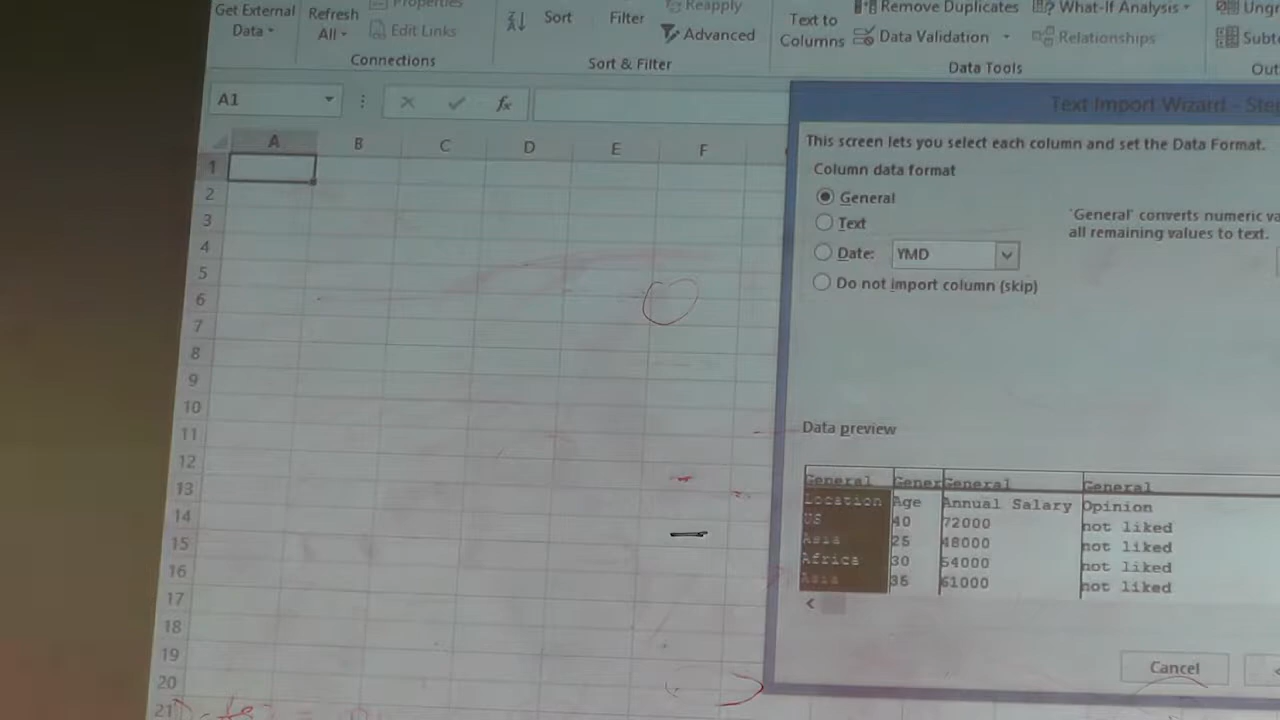 Get External
Data
Refresh
All
Properties
Edit Links
Connections
Sort
Filter
Reapply
Advanced
Sort & Filter
Text to
Columns
Remove Duplicates
Data Validation
What-If Analysis
Relationships
Data Tools
A1
fx
A B C D E F
1
2
3
4
5
6
7
8
9
10
11
12
13
14
15
16
17
18
19
20
21
Text Import Wizard - Step
This screen lets you select each column and set the Data Format.
Column data format
General
Text
Date: YMD
Do not import column (skip)
'General' converts numeric va
all remaining values to text.
Data preview
General General General General
Location Age Annual Salary Opinion
US 40 72000 not liked
Asia 25 48000 not liked
Africa 30 54000 not liked
Asia 35 61000 not liked
Cancel